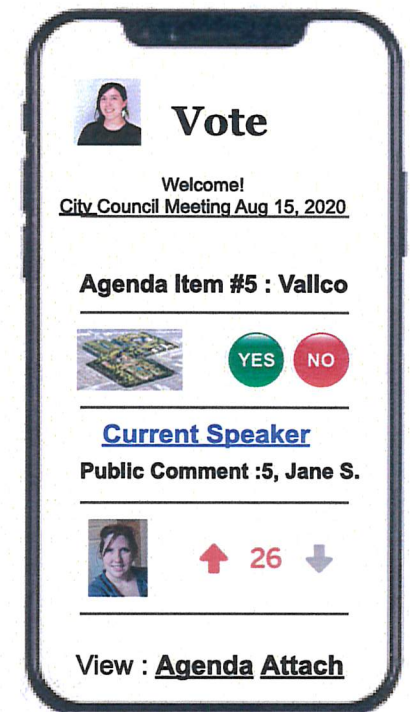 Vote
Welcome!
City Council Meeting Aug 15, 2020
Agenda Item #5 : Vallco
YES NO
Current Speaker
Public Comment :5, Jane S.
26
View : Agenda Attach